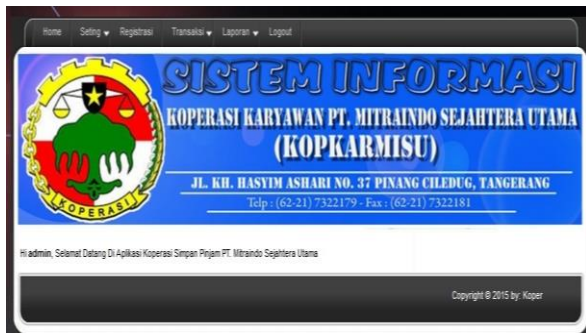 Home Seting Registrasi Transaksi Laporan Logout
SISTEM INFORMASI
KOPERASI KARYAWAN PT. MITRAINDO SEJAHTERA UTAMA
(KOPKARMISU)
JL. KH. HASYIM ASHARI NO. 37 PINANG CILEDUG, TANGERANG
Telp : (62-21) 7322179 - Fax : (62-21) 7322181
KOPERASI
Hi admin, Selamat Datang Di Aplikasi Koperasi Simpan Pinjam PT. Mitraindo Sejahtera Utama
Copyright © 2015 by: Koper